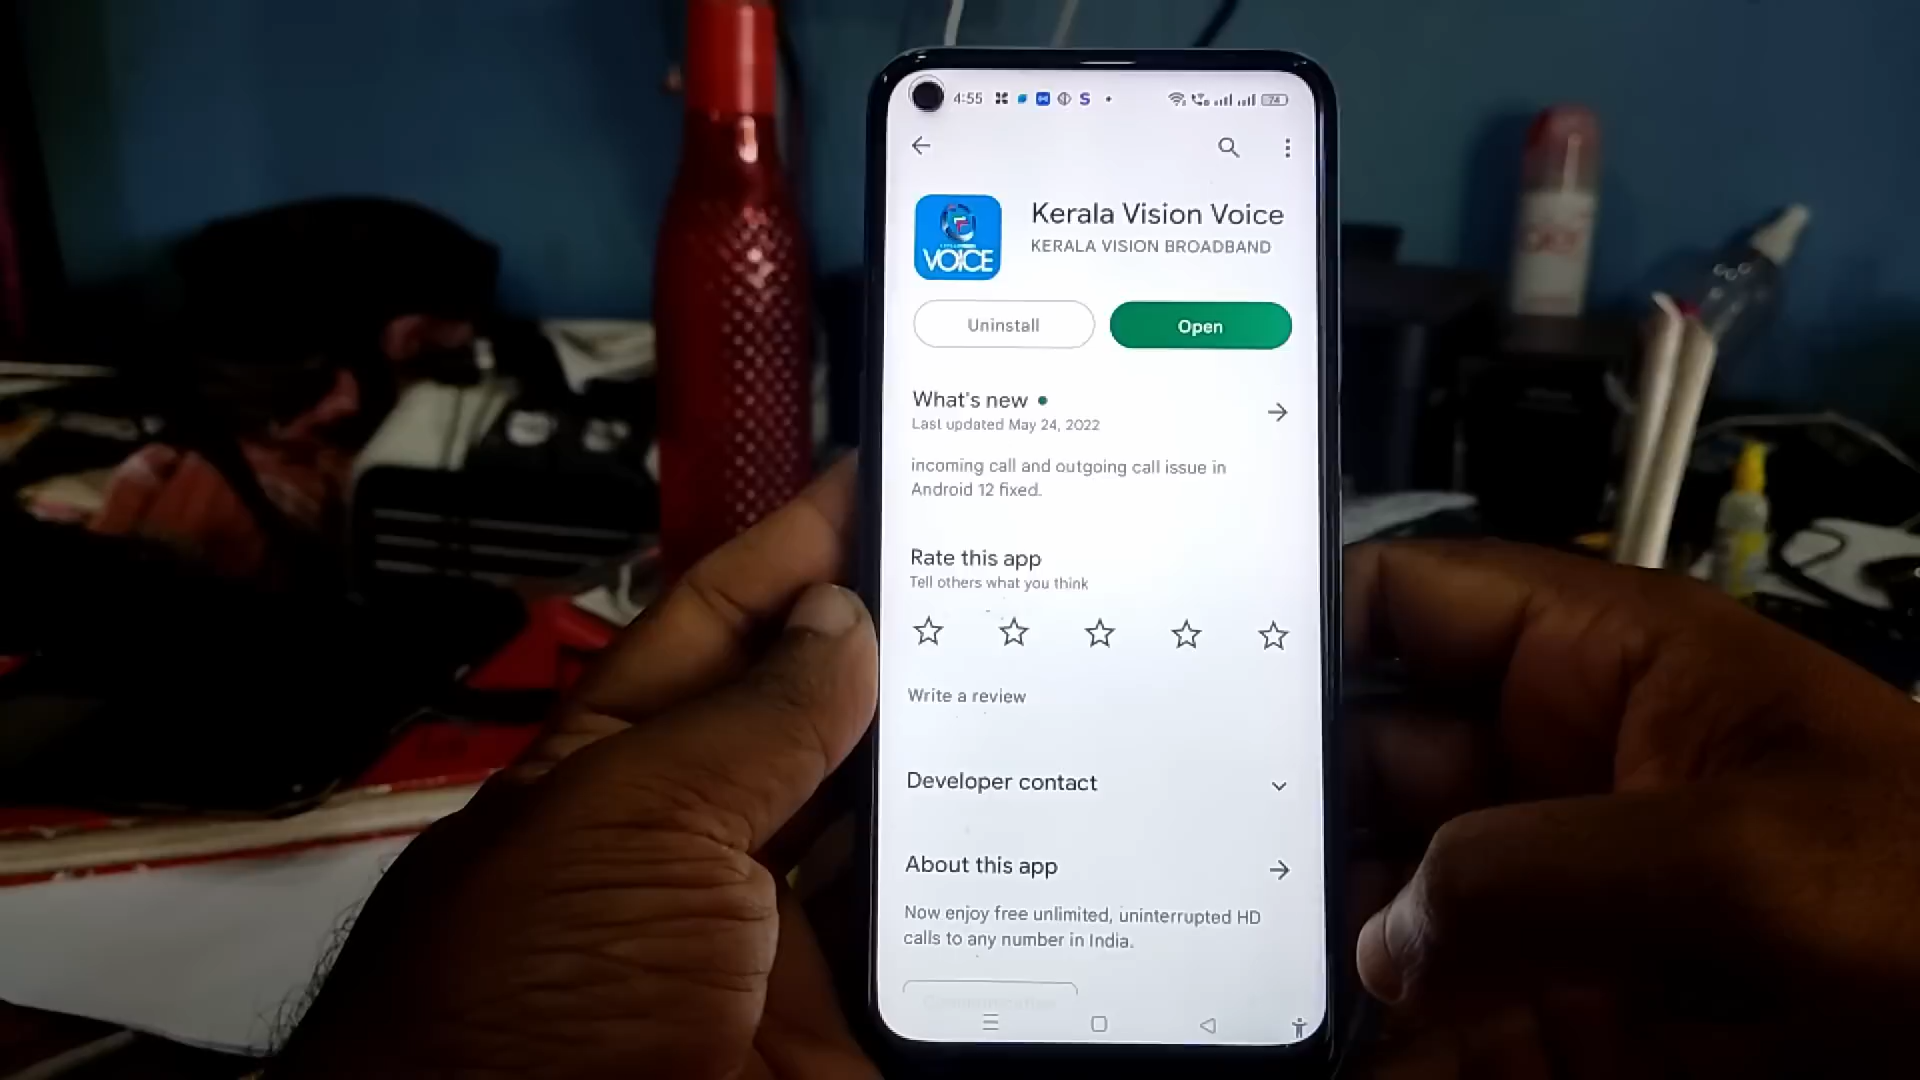 4:55
74
Kerala Vision Voice
KERALA VISION BROADBAND
VOICE
Uninstall
Open
What's new
Last updated May 24, 2022
incoming call and outgoing call issue in
Android 12 fixed.
Rate this app
Tell others what you think
Write a review
Developer contact
About this app
Now enjoy free unlimited, uninterrupted HD
calls to any number in India.
Communication